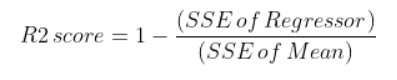 R2 score = 1 − (SSE of Regressor) / (SSE of Mean)